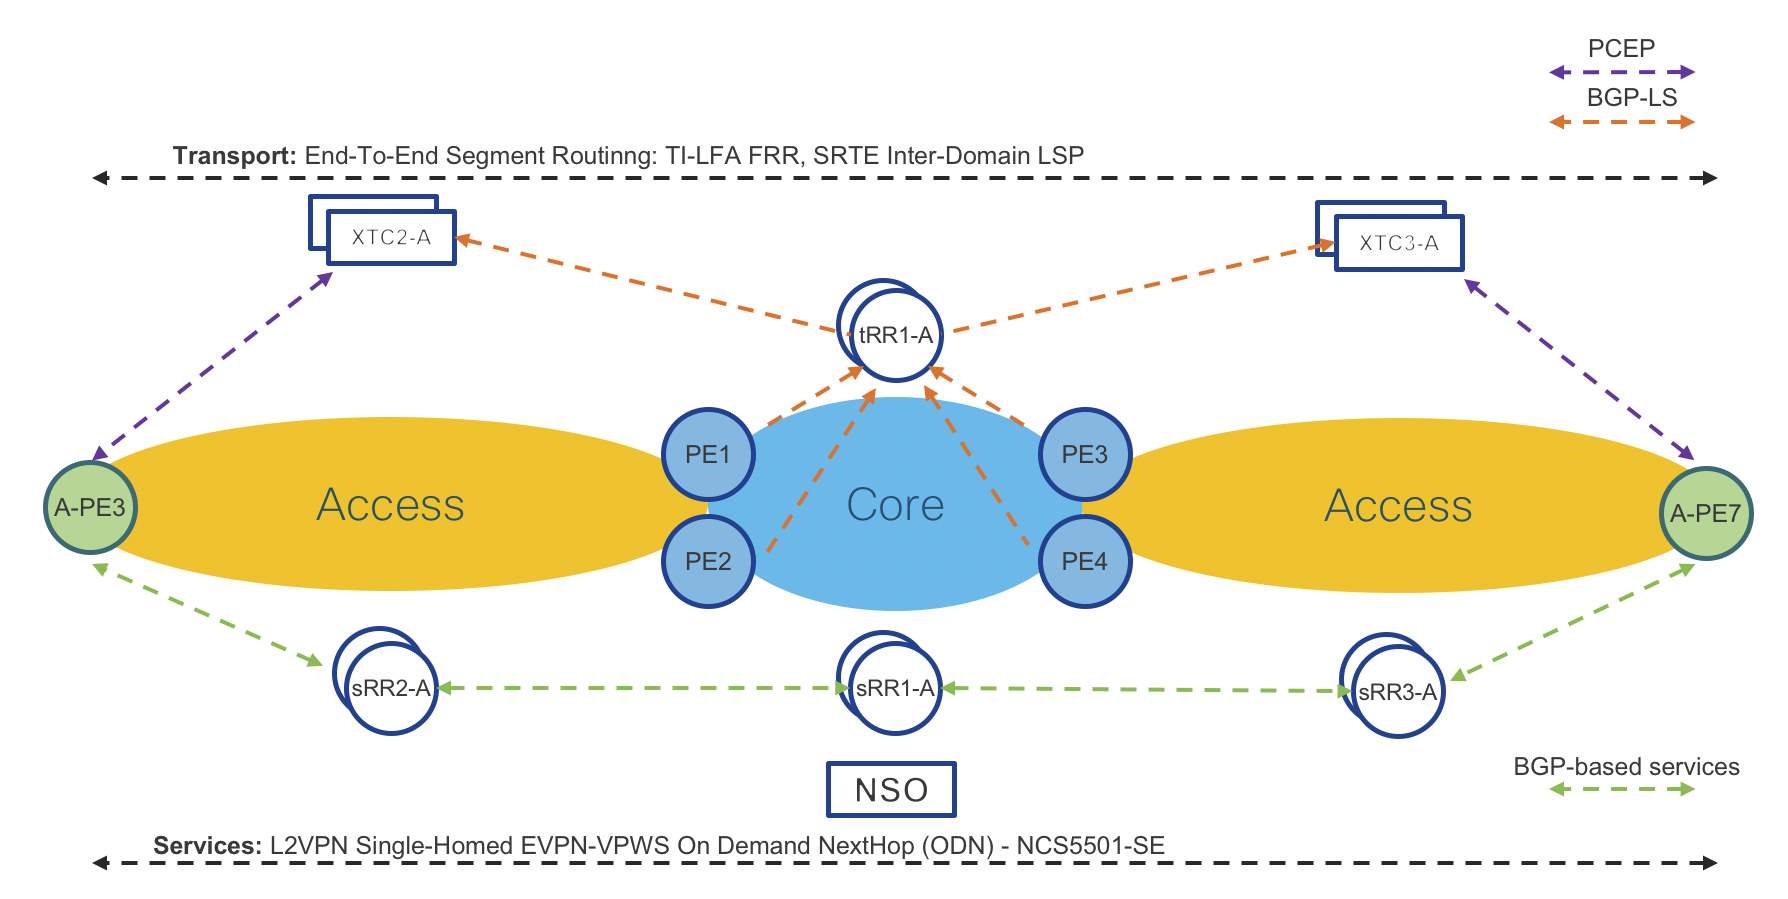 PCEP
BGP-LS
Transport: End-To-End Segment Routinng: TI-LFA FRR, SRTE Inter-Domain LSP
XTC2-A
XTC3-A
tRR1-A
PE1
PE3
Access
Core
Access
A-PE3
A-PE7
PE2
PE4
sRR2-A
sRR1-A
sRR3-A
BGP-based services
NSO
Services: L2VPN Single-Homed EVPN-VPWS On Demand NextHop (ODN) - NCS5501-SE